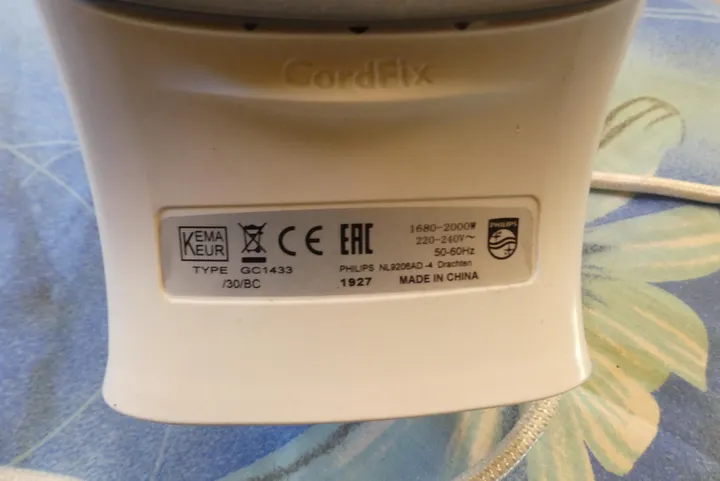 CordFix
KEMA
KEUR
CE
EAC
TYPE GC1433
/30/BC
1680-2000W
220-240V~
50-60Hz
PHILIPS NL9206AD -4 Drachten
1927 MADE IN CHINA
PHILIPS